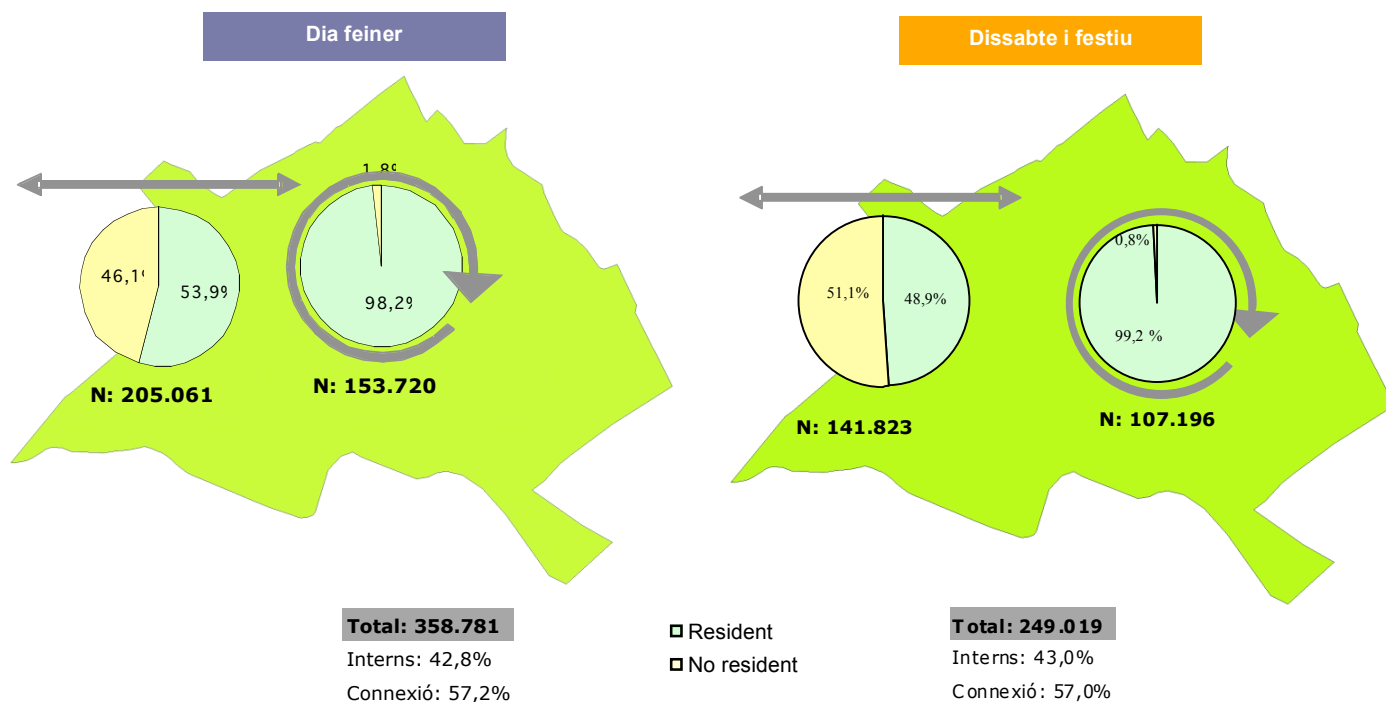 Dia feiner
Dissabte i festiu
1,8%
46,1%
53,9%
98,2%
N: 205.061
N: 153.720
0,8%
51,1%
48,9%
99,2 %
N: 141.823
N: 107.196
Total: 358.781
Interns: 42,8%
Connexió: 57,2%
Resident
No resident
Total: 249.019
Interns: 43,0%
Connexió: 57,0%